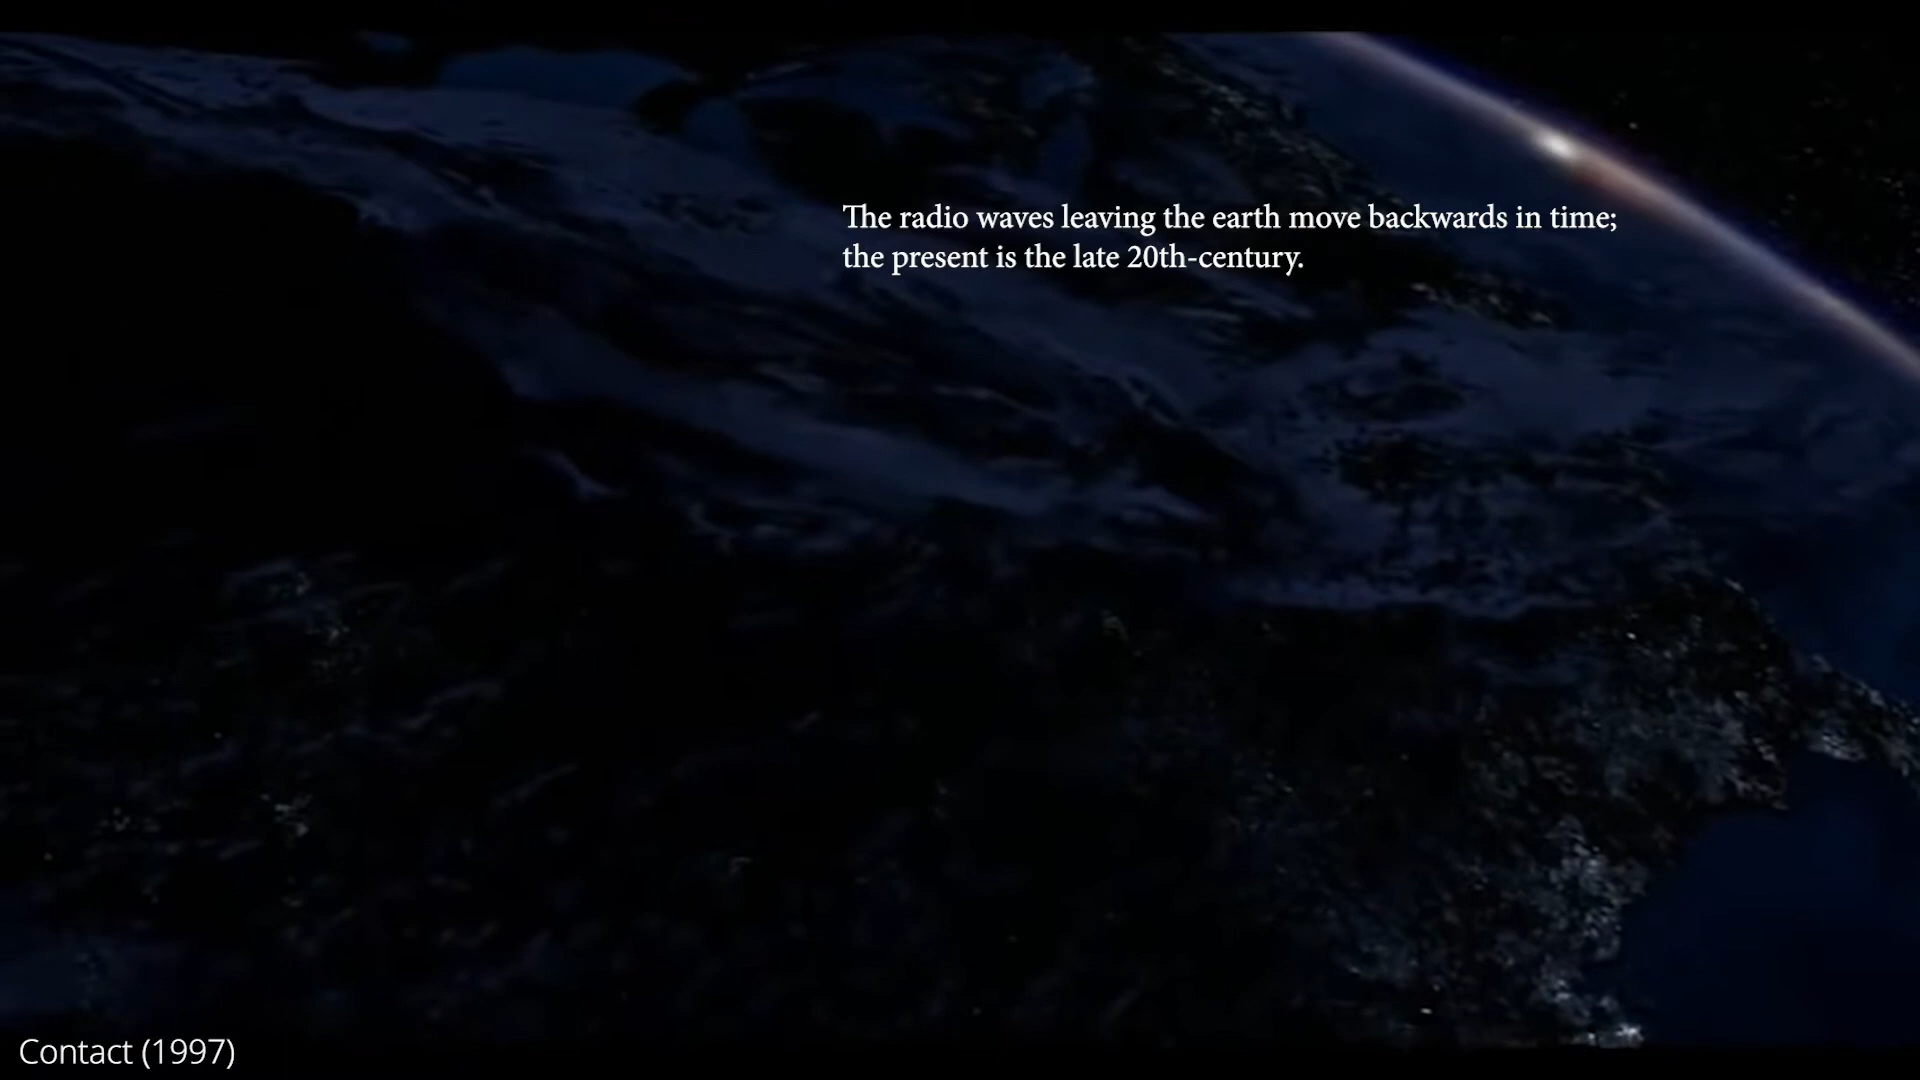 The radio waves leaving the earth move backwards in time;
the present is the late 20th-century.
Contact (1997)